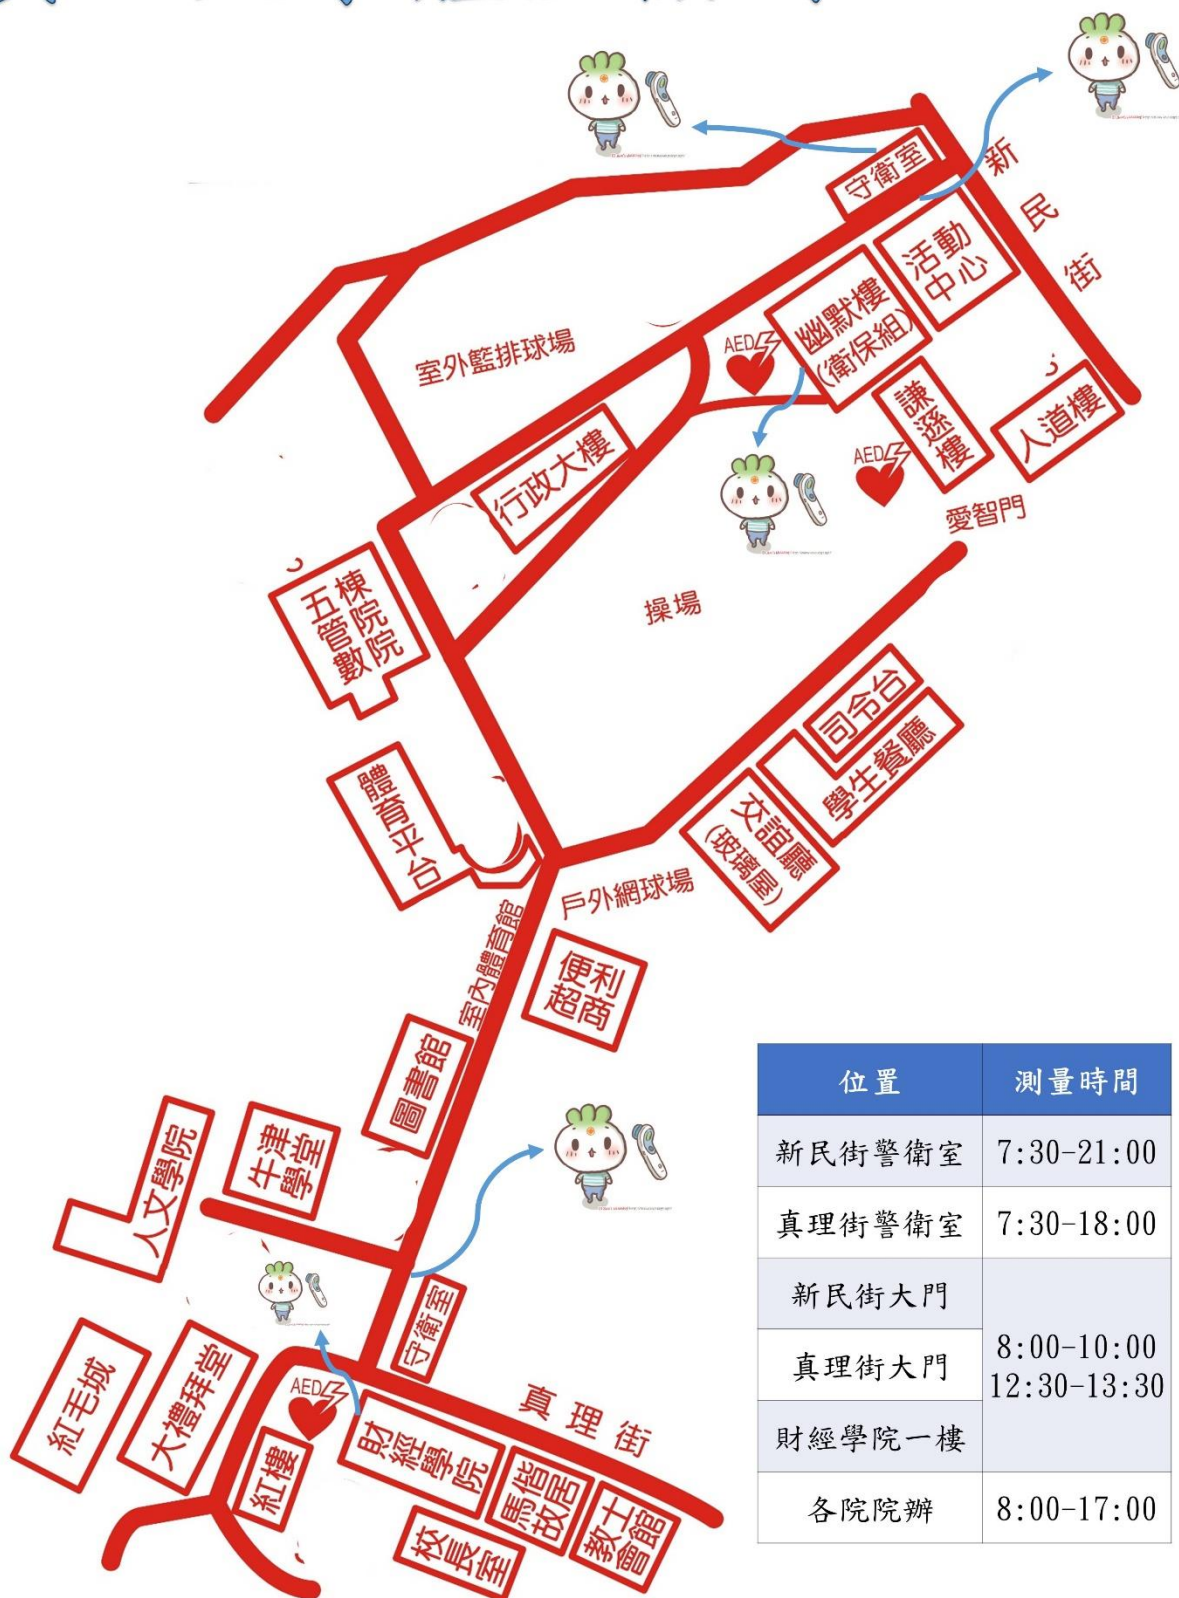 守衛室
新民街
活動
中心
幽默樓
(衛保組)
AED
室外籃排球場
謙遜樓
人道樓
行政大樓
AED
愛智門
五棟
管院
數院
操場
司令台
學生餐廳
體育平台
交誼廳
(玻璃屋)
戶外網球場
室內體育館
便利
超商
圖書館
牛津
學堂
人文學院
守衛室
紅毛城
大禮拜堂
AED
紅樓
財經
學院
真理街
馬偕
故居
教士
會館
校長室
位置 測量時間
新民街警衛室 7:30-21:00
真理街警衛室 7:30-18:00
新民街大門
真理街大門 8:00-10:00
12:30-13:30
財經學院一樓
各院院辦 8:00-17:00